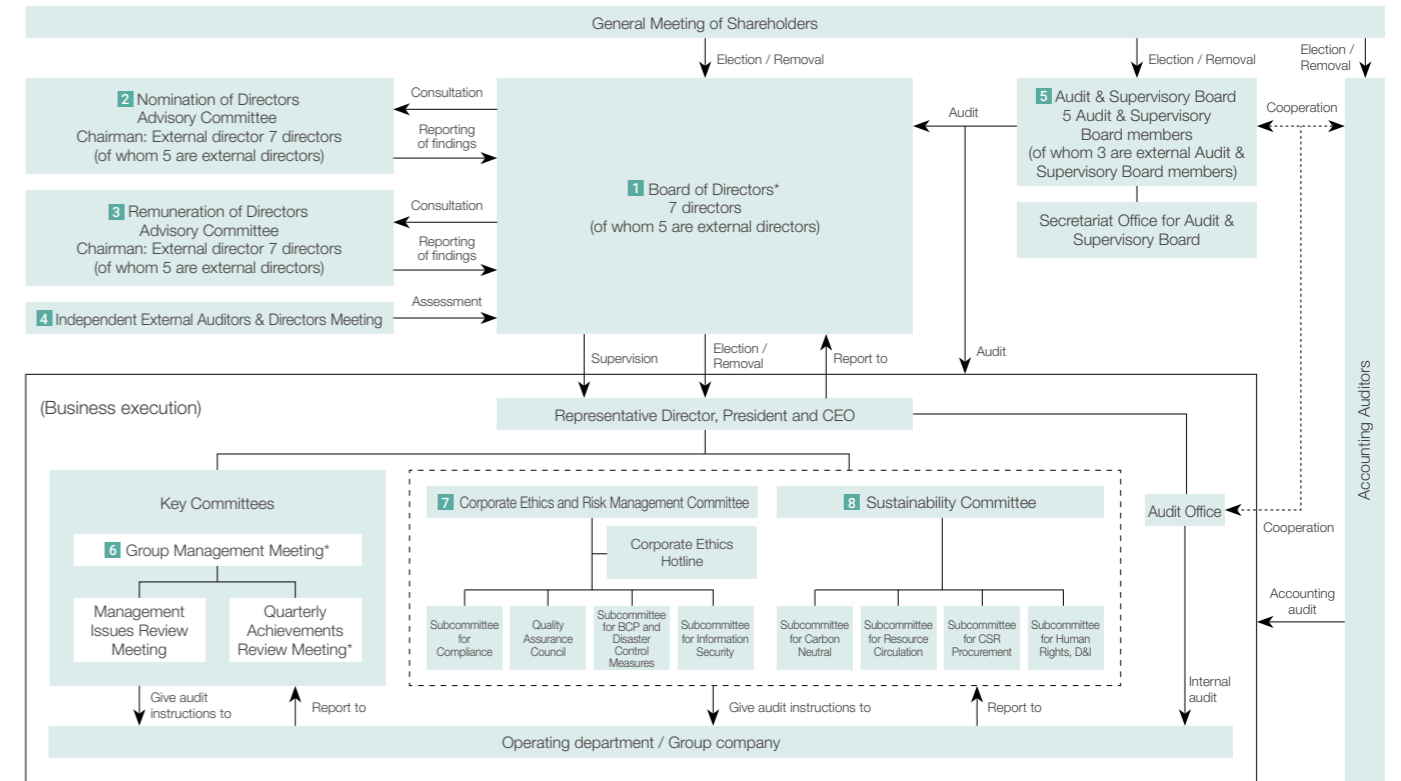 General Meeting of Shareholders
Election / Removal
Election / Removal
Election /
Removal
2 Nomination of Directors
Advisory Committee
Chairman: External director 7 directors
(of whom 5 are external directors)
Consultation
Reporting
of findings
3 Remuneration of Directors
Advisory Committee
Chairman: External director 7 directors
(of whom 5 are external directors)
Consultation
Reporting
of findings
4 Independent External Auditors & Directors Meeting
Assessment
1 Board of Directors*
7 directors
(of whom 5 are external directors)
Audit
5 Audit & Supervisory Board
5 Audit & Supervisory
Board members
(of whom 3 are external Audit &
Supervisory Board members)
Cooperation
Secretariat Office for Audit &
Supervisory Board
Accounting Auditors
Supervision
Election /
Removal
Report to
Audit
(Business execution)
Representative Director, President and CEO
Key Committees
6 Group Management Meeting*
Management
Issues Review
Meeting
Quarterly
Achievements
Review Meeting*
7 Corporate Ethics and Risk Management Committee
Corporate Ethics
Hotline
Subcommittee
for
Compliance
Quality
Assurance
Council
Subcommittee
for BCP and
Disaster
Control
Measures
Subcommittee
for Information
Security
8 Sustainability Committee
Subcommittee
for Carbon
Neutral
Subcommittee
for Resource
Circulation
Subcommittee
for CSR
Procurement
Subcommittee
for Human
Rights, D&I
Audit Office
Cooperation
Accounting
audit
Internal
audit
Give audit
instructions to
Report to
Give audit instructions to
Report to
Operating department / Group company